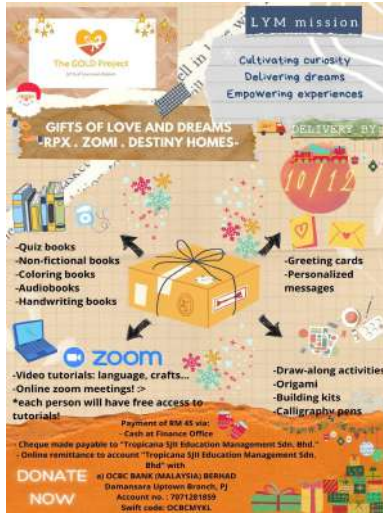 The GOLD Project
LYM mission
Cultivating curiosity
Delivering dreams
Empowering experiences
GIFTS OF LOVE AND DREAMS
-RPX . ZOMI . DESTINY HOMES-
DELIVERY BY:
10/12
-Quiz books
-Non-fictional books
-Coloring books
-Audiobooks
-Handwriting books
-Greeting cards
-Personalized
messages
zoom
-Video tutorials: language, crafts...
-Online zoom meetings! :>
*each person will have free access to
tutorials!
-Draw-along activities
-Origami
-Building kits
-Calligraphy pens
Payment of RM 45 via:
- Cash at Finance Office
- Cheque made payable to "Tropicana SJII Education Management Sdn. Bhd."
- Online remittance to account "Tropicana SJII Education Management Sdn.
Bhd" with
a) OCBC BANK (MALAYSIA) BERHAD
Damansara Uptown Branch, PJ
Account no. : 7071281859
Swift code: OCBCMYKL
DONATE
NOW